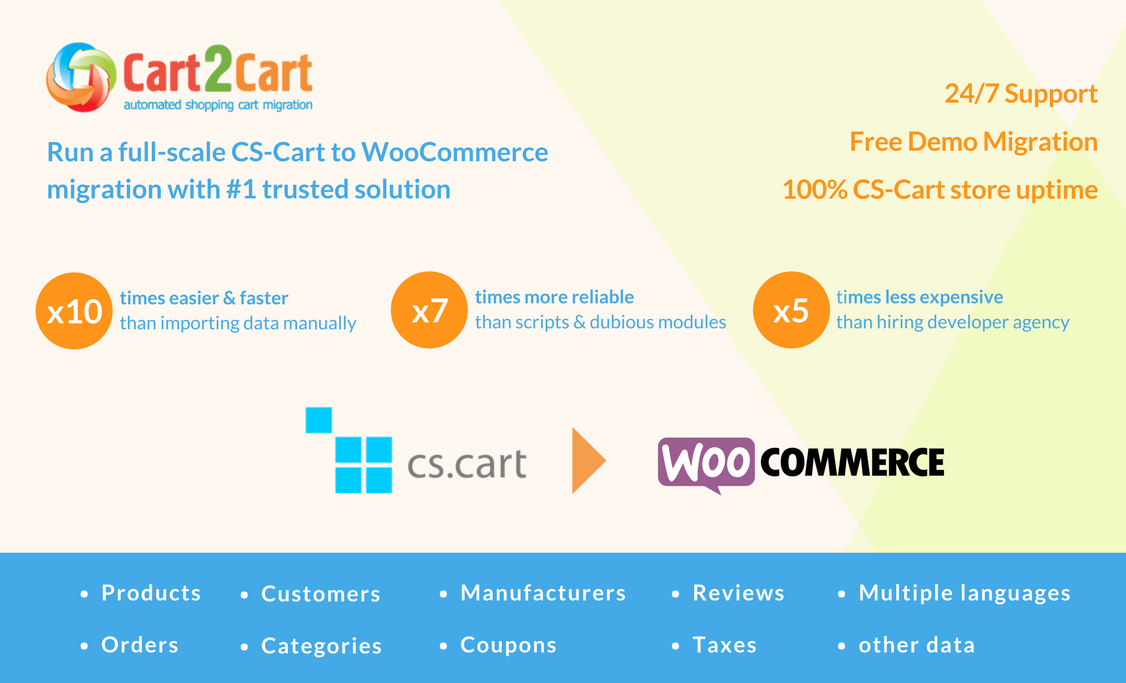 Cart2Cart
automated shopping cart migration
Run a full-scale CS-Cart to WooCommerce
migration with #1 trusted solution
24/7 Support
Free Demo Migration
100% CS-Cart store uptime
x10
times easier & faster
than importing data manually
x7
times more reliable
than scripts & dubious modules
x5
times less expensive
than hiring developer agency
cs.cart
WOO COMMERCE
• Products
• Customers
• Manufacturers
• Reviews
• Multiple languages
• Orders
• Categories
• Coupons
• Taxes
• other data